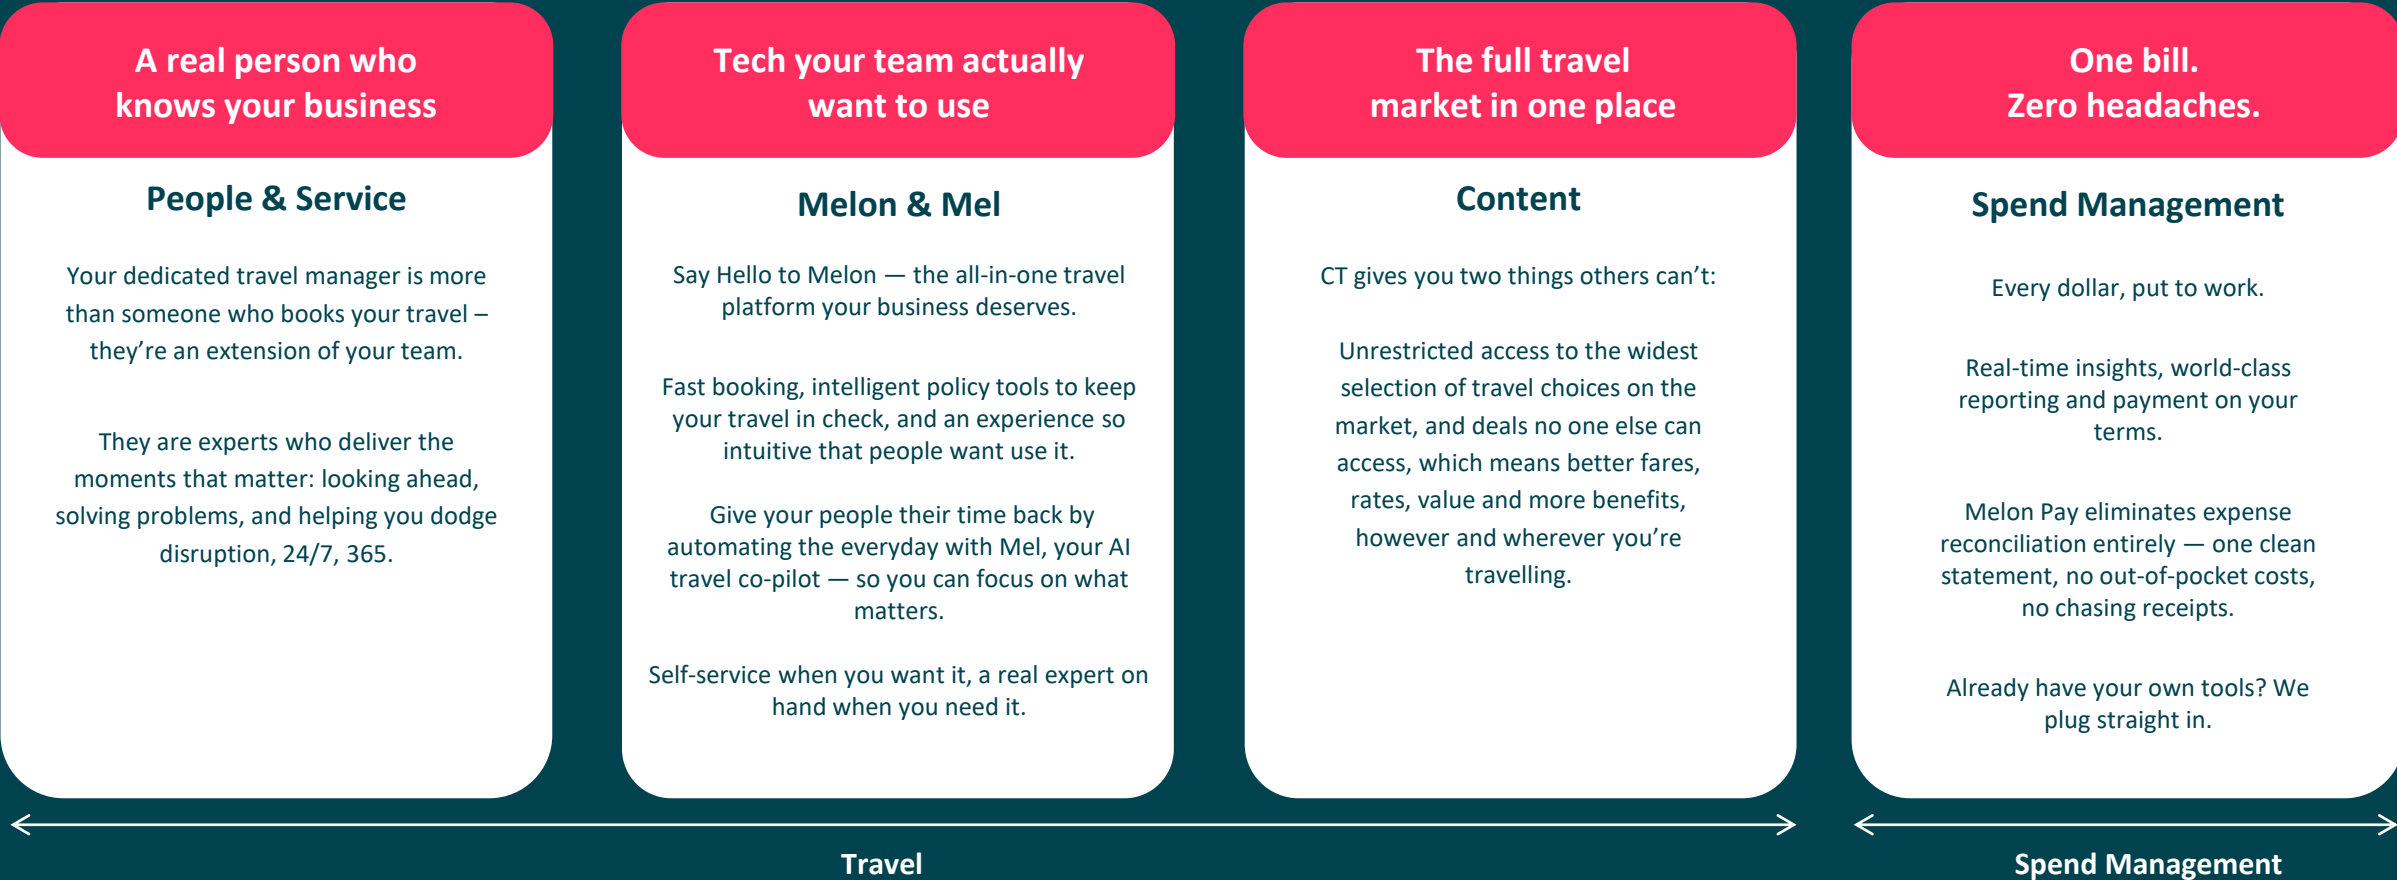 A real person who
knows your business
People & Service
Your dedicated travel manager is more
than someone who books your travel –
they’re an extension of your team.
They are experts who deliver the
moments that matter: looking ahead,
solving problems, and helping you dodge
disruption, 24/7, 365.
Tech your team actually
want to use
Melon & Mel
Say Hello to Melon — the all-in-one travel
platform your business deserves.
Fast booking, intelligent policy tools to keep
your travel in check, and an experience so
intuitive that people want use it.
Give your people their time back by
automating the everyday with Mel, your AI
travel co-pilot — so you can focus on what
matters.
Self-service when you want it, a real expert on
hand when you need it.
The full travel
market in one place
Content
CT gives you two things others can’t:
Unrestricted access to the widest
selection of travel choices on the
market, and deals no one else can
access, which means better fares,
rates, value and more benefits,
however and wherever you’re
travelling.
One bill.
Zero headaches.
Spend Management
Every dollar, put to work.
Real-time insights, world-class
reporting and payment on your
terms.
Melon Pay eliminates expense
reconciliation entirely — one clean
statement, no out-of-pocket costs,
no chasing receipts.
Already have your own tools? We
plug straight in.
Travel
Spend Management